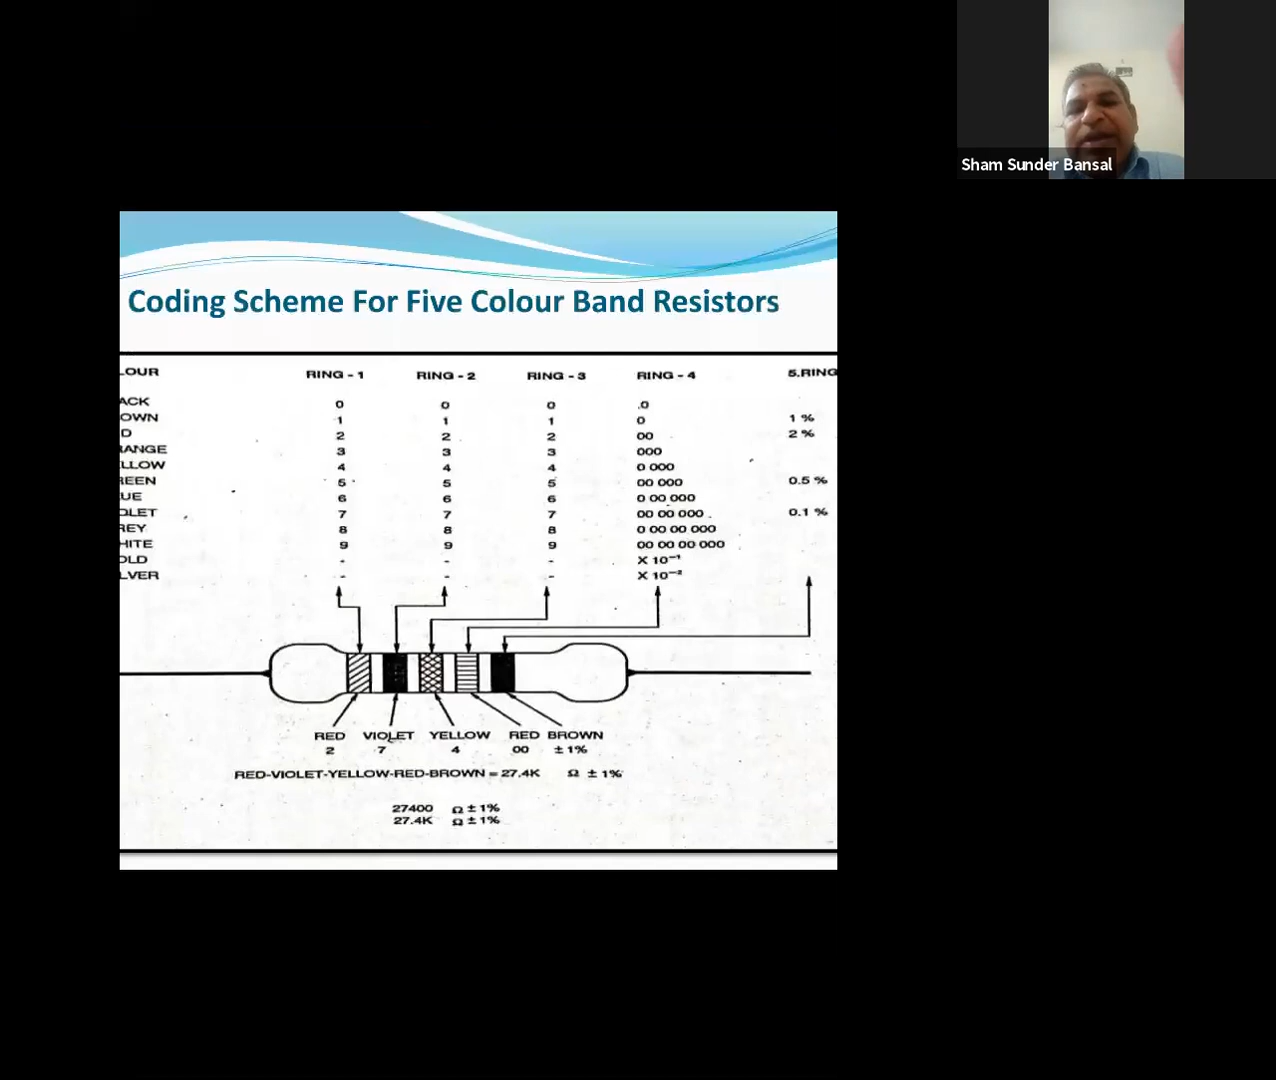 Sham Sunder Bansal
Coding Scheme For Five Colour Band Resistors
LOUR RING - 1 RING - 2 RING - 3 RING - 4 5.RING
ACK 0 0 0 .0
OWN 1 1 1 0 1 %
D 2 2 2 00 2 %
ANGE 3 3 3 000
LLOW 4 4 4 0 000
REEN 5 5 5 00 000 0.5 %
UE 6 6 6 0 00 000
OLET 7 7 7 00 00 000 0.1 %
REY 8 8 8 0 00 00 000
HITE 9 9 9 00 00 00 000
OLD - - - X 10⁻¹
LVER - - - X 10⁻²
RED VIOLET YELLOW RED BROWN
2 7 4 00 ±1%
RED-VIOLET-YELLOW-RED-BROWN = 27.4K Ω ±1%
27400 Ω ±1%
27.4K Ω ±1%